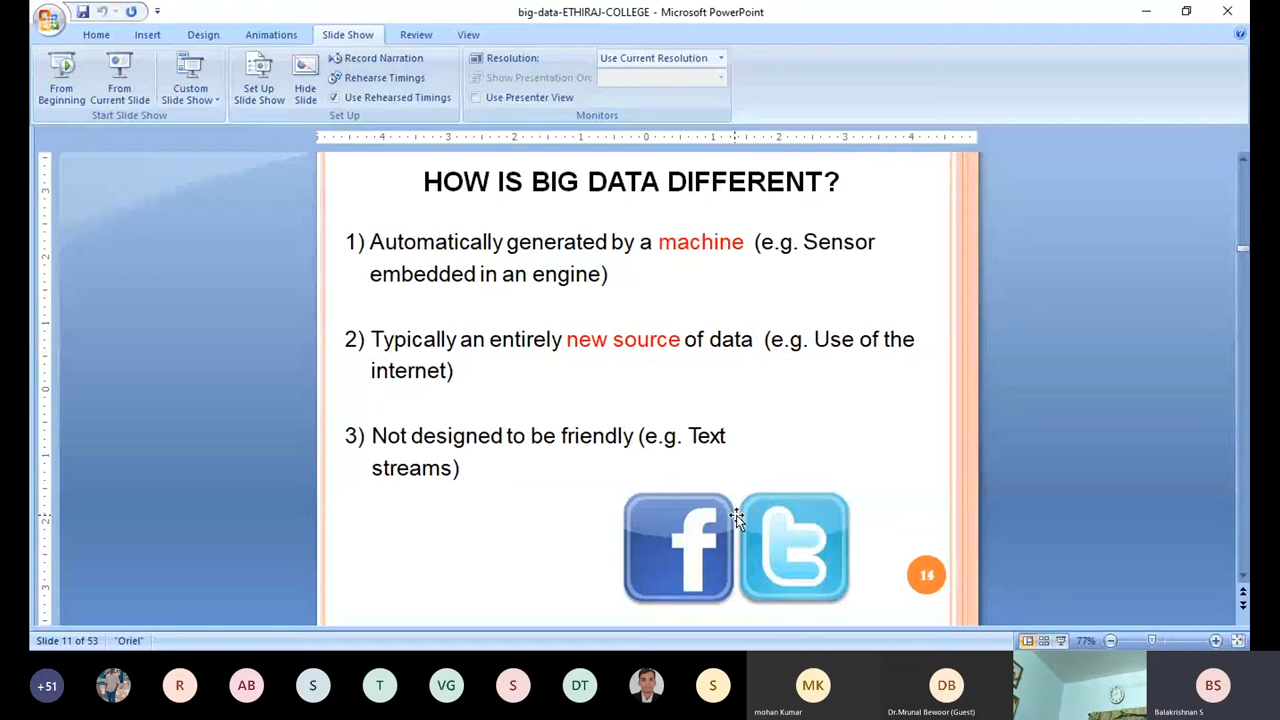 big-data-ETHIRAJ-COLLEGE - Microsoft PowerPoint
Home Insert Design Animations Slide Show Review View
From Beginning
From Current Slide
Custom Slide Show
Start Slide Show
Set Up Slide Show
Hide Slide
Record Narration
Rehearse Timings
Use Rehearsed Timings
Set Up
Resolution: Use Current Resolution
Show Presentation On:
Use Presenter View
Monitors
HOW IS BIG DATA DIFFERENT?
1) Automatically generated by a machine (e.g. Sensor
embedded in an engine)
2) Typically an entirely new source of data (e.g. Use of the
internet)
3) Not designed to be friendly (e.g. Text
streams)
f t
14
Slide 11 of 53 "Oriel" 77%
+51 R AB S T VG S DT S MK DB BS
mohan Kumar Dr.Mrunal Bewoor (Guest) Balakrishnan S